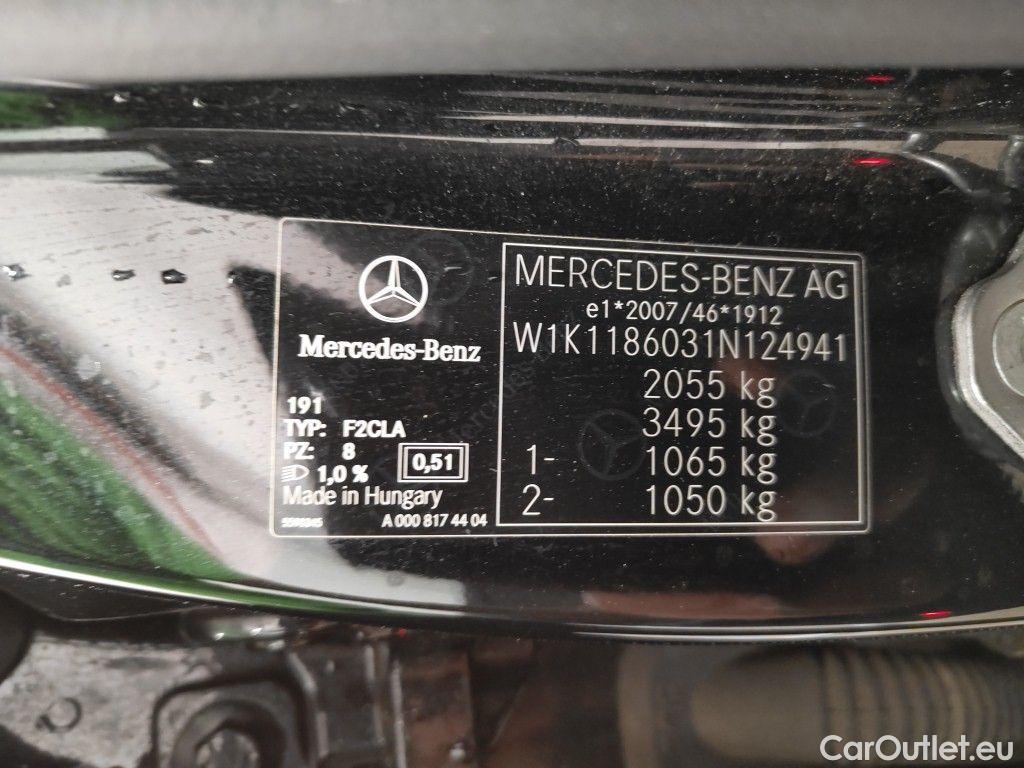 MERCEDES-BENZ AG
e1*2007/46*1912
W1K1186031N124941
2055 kg
3495 kg
1- 1065 kg
2- 1050 kg
Mercedes-Benz
191
TYP: F2CLA
PZ: 8
1,0 % 0,51
Made in Hungary
A 000 817 44 04
CarOutlet.eu